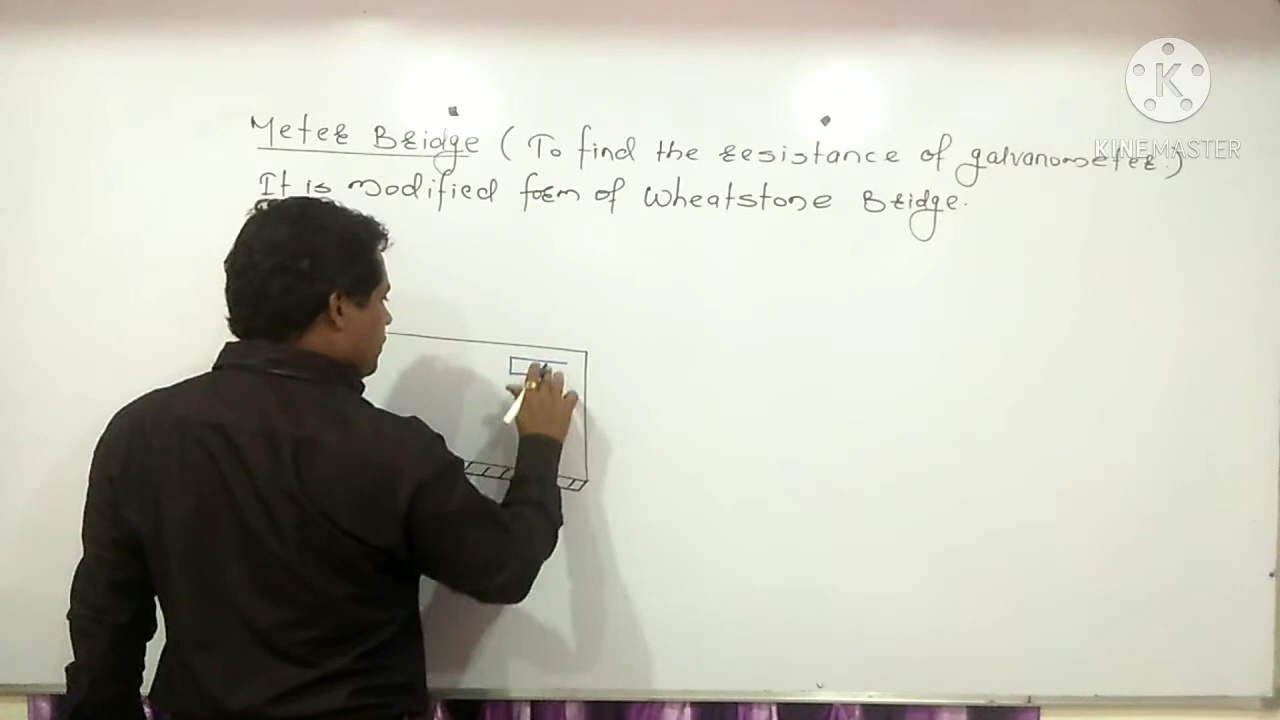 Meter Bridge ( To find the resistance of galvanometer.)
It is modified form of Wheatstone Bridge.
K
KINEMASTER